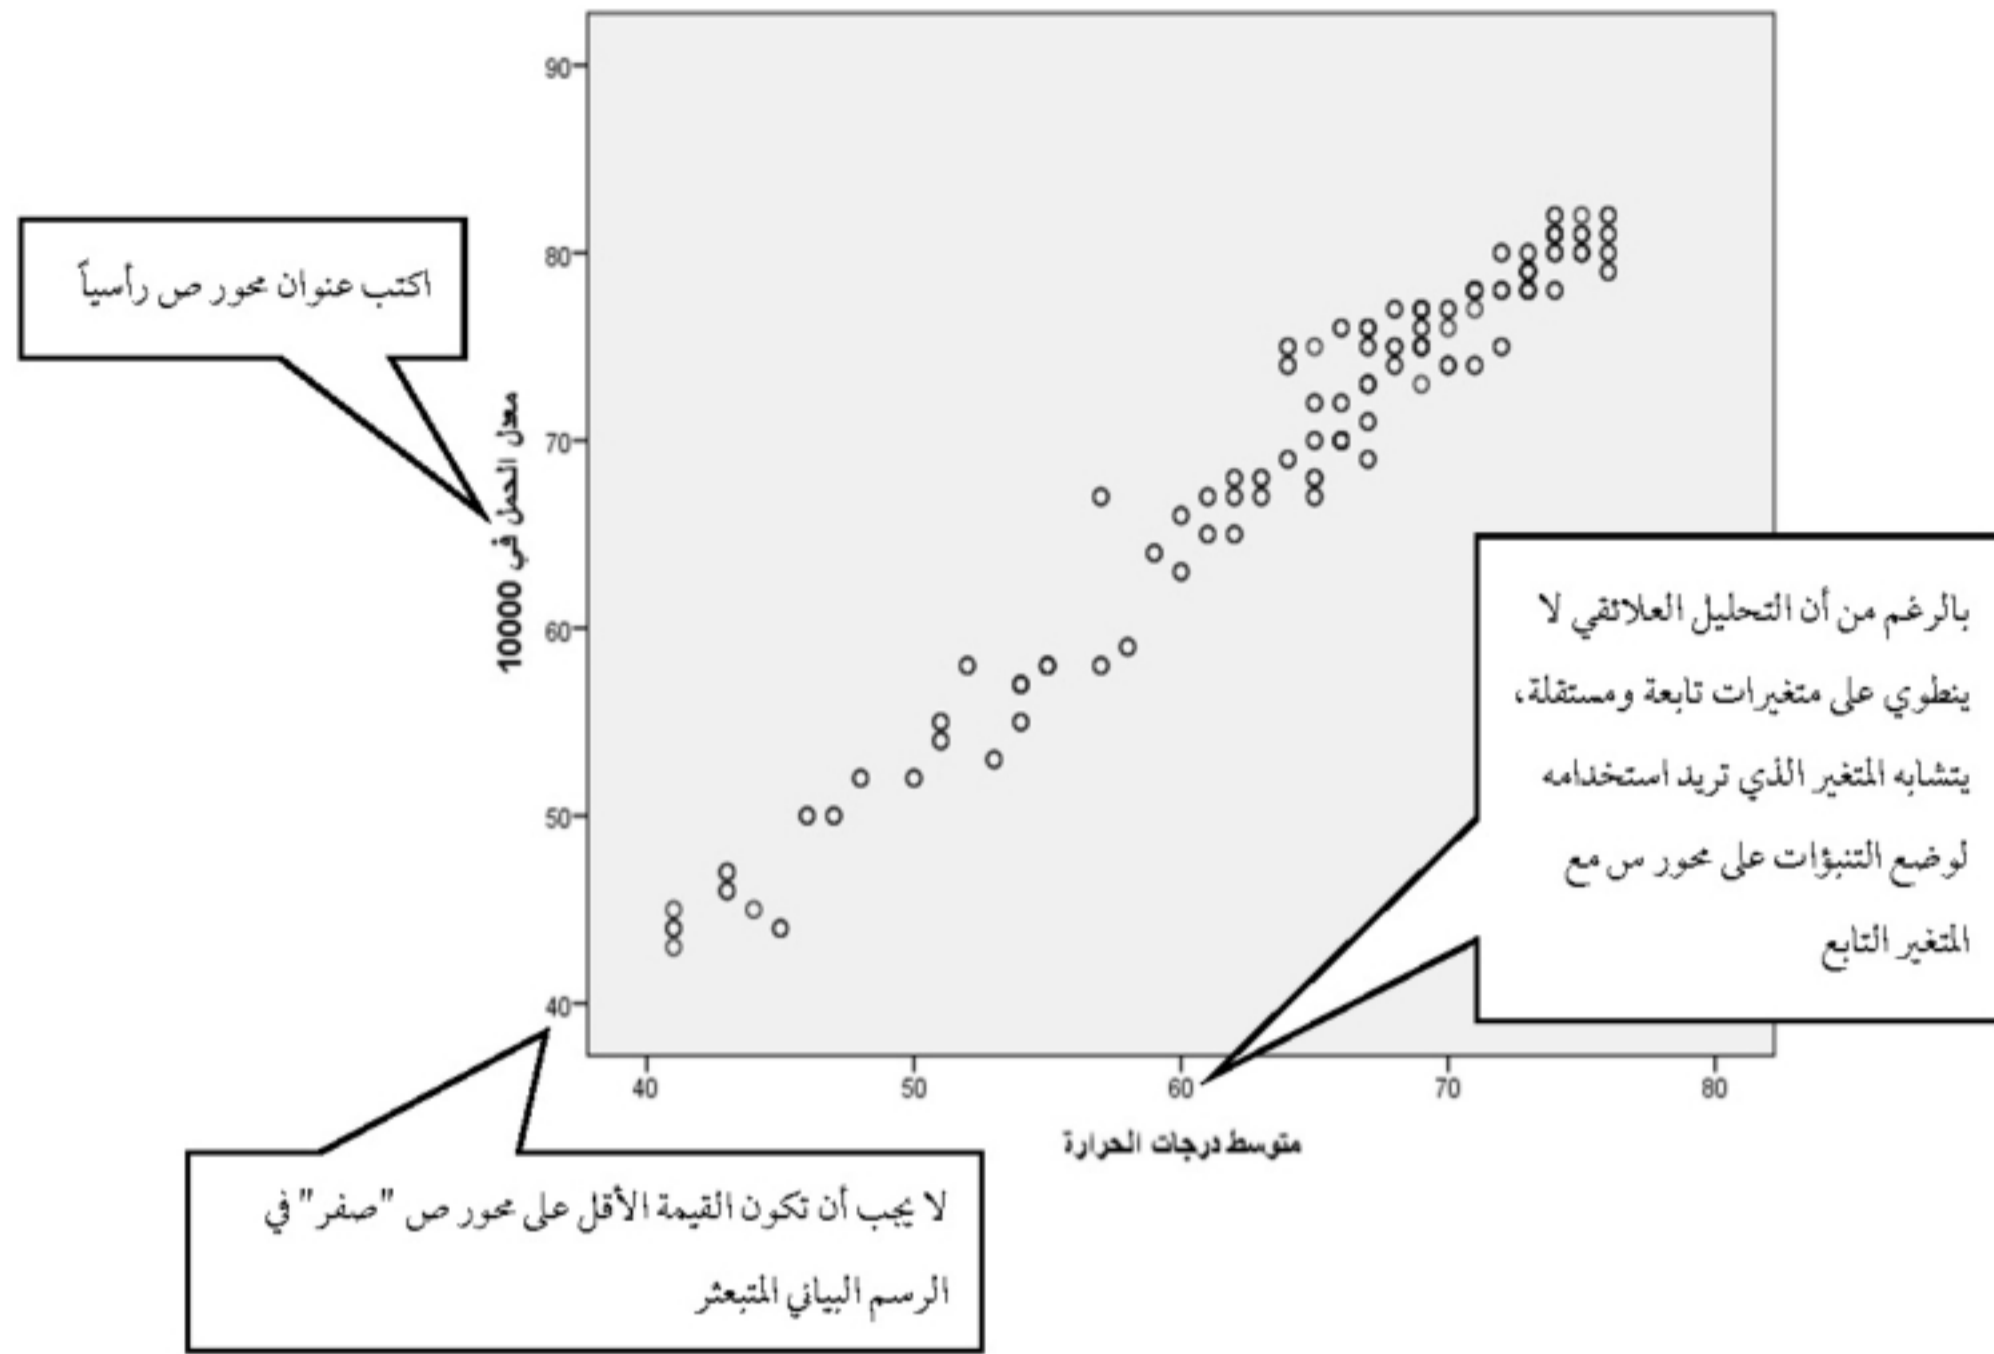 90
80
70
60
50
40
معدل الحمل في 10000
اكتب عنوان محور ص رأسياً
بالرغم من أن التحليل العلائقي لا
ينطوي على متغيرات تابعة ومستقلة،
يتشابه المتغير الذي تريد استخدامه
لوضع التنبؤات على محور س مع
المتغير التابع
40 50 60 70 80
متوسط درجات الحرارة
لا يجب أن تكون القيمة الأقل على محور ص "صفر" في
الرسم البياني المتبعثر